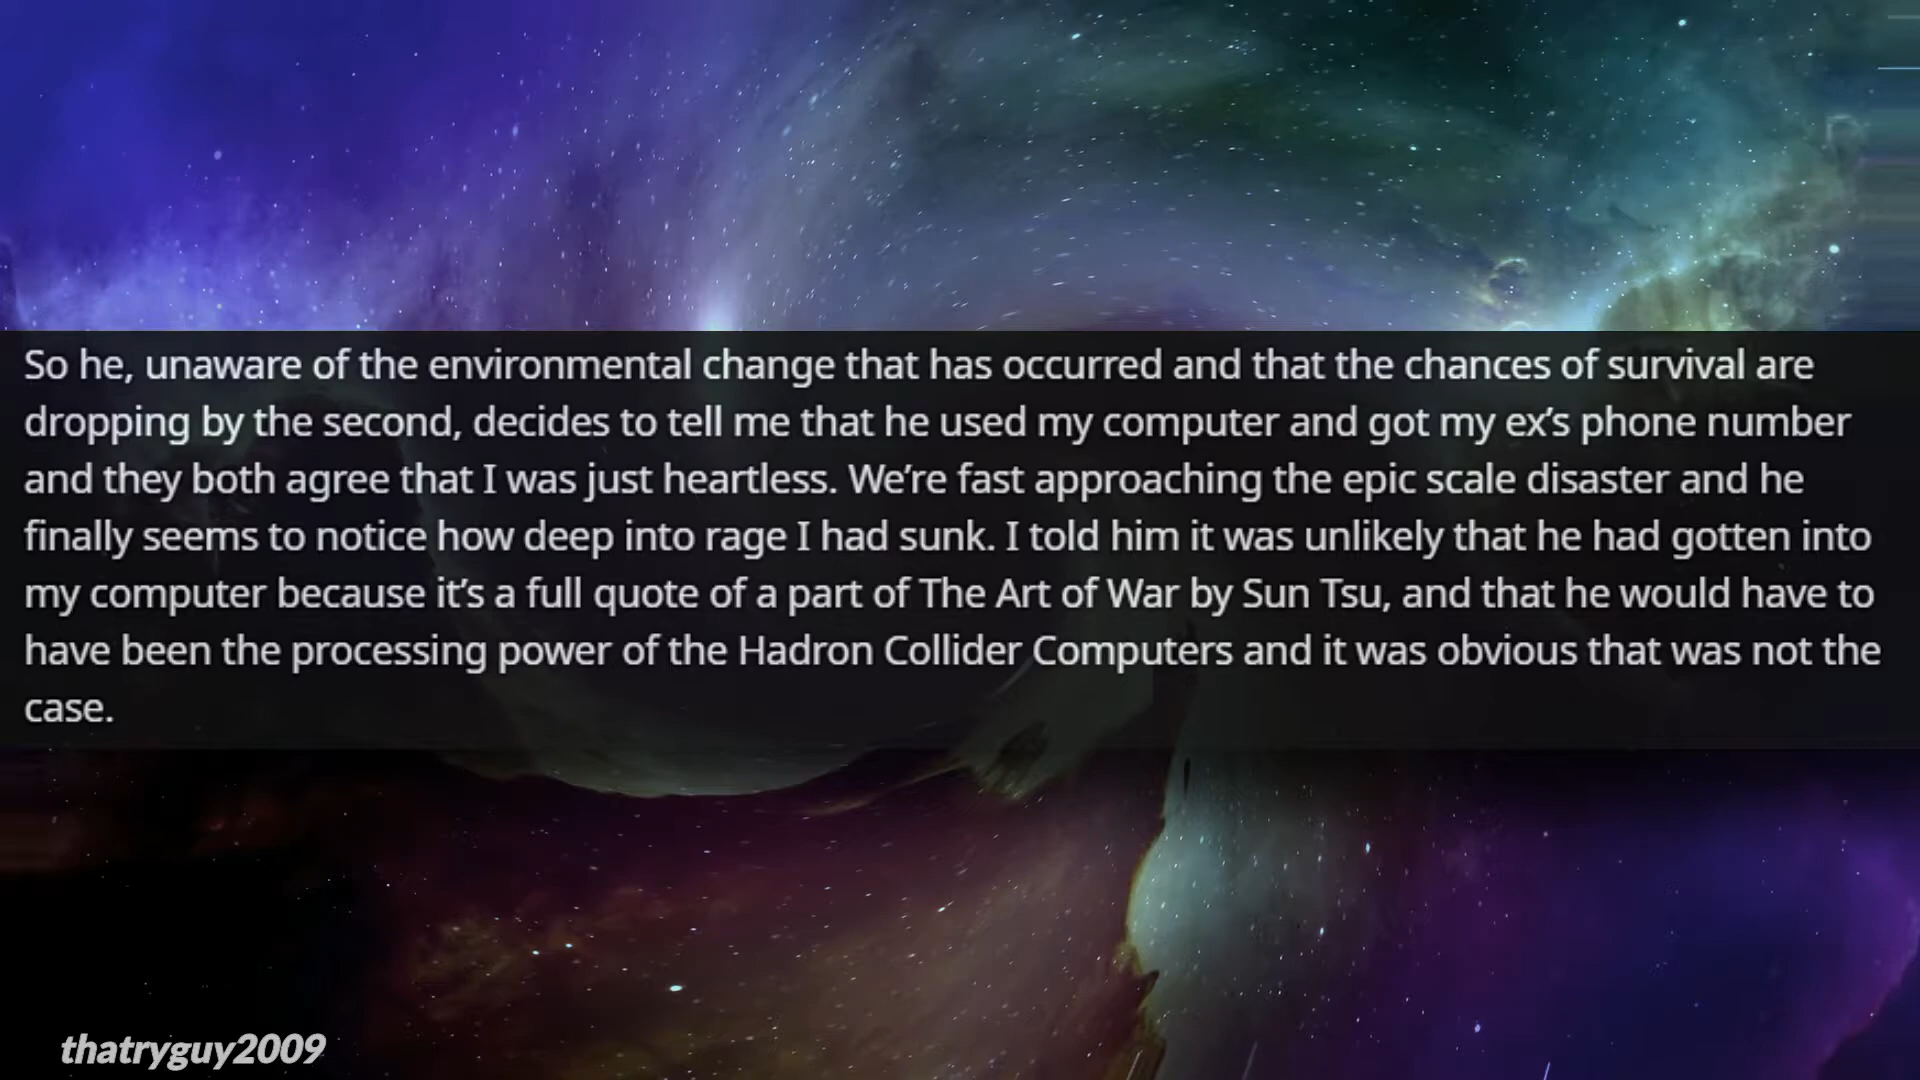 So he, unaware of the environmental change that has occurred and that the chances of survival are
dropping by the second, decides to tell me that he used my computer and got my ex’s phone number
and they both agree that I was just heartless. We’re fast approaching the epic scale disaster and he
finally seems to notice how deep into rage I had sunk. I told him it was unlikely that he had gotten into
my computer because it’s a full quote of a part of The Art of War by Sun Tsu, and that he would have to
have been the processing power of the Hadron Collider Computers and it was obvious that was not the
case.
thatryguy2009